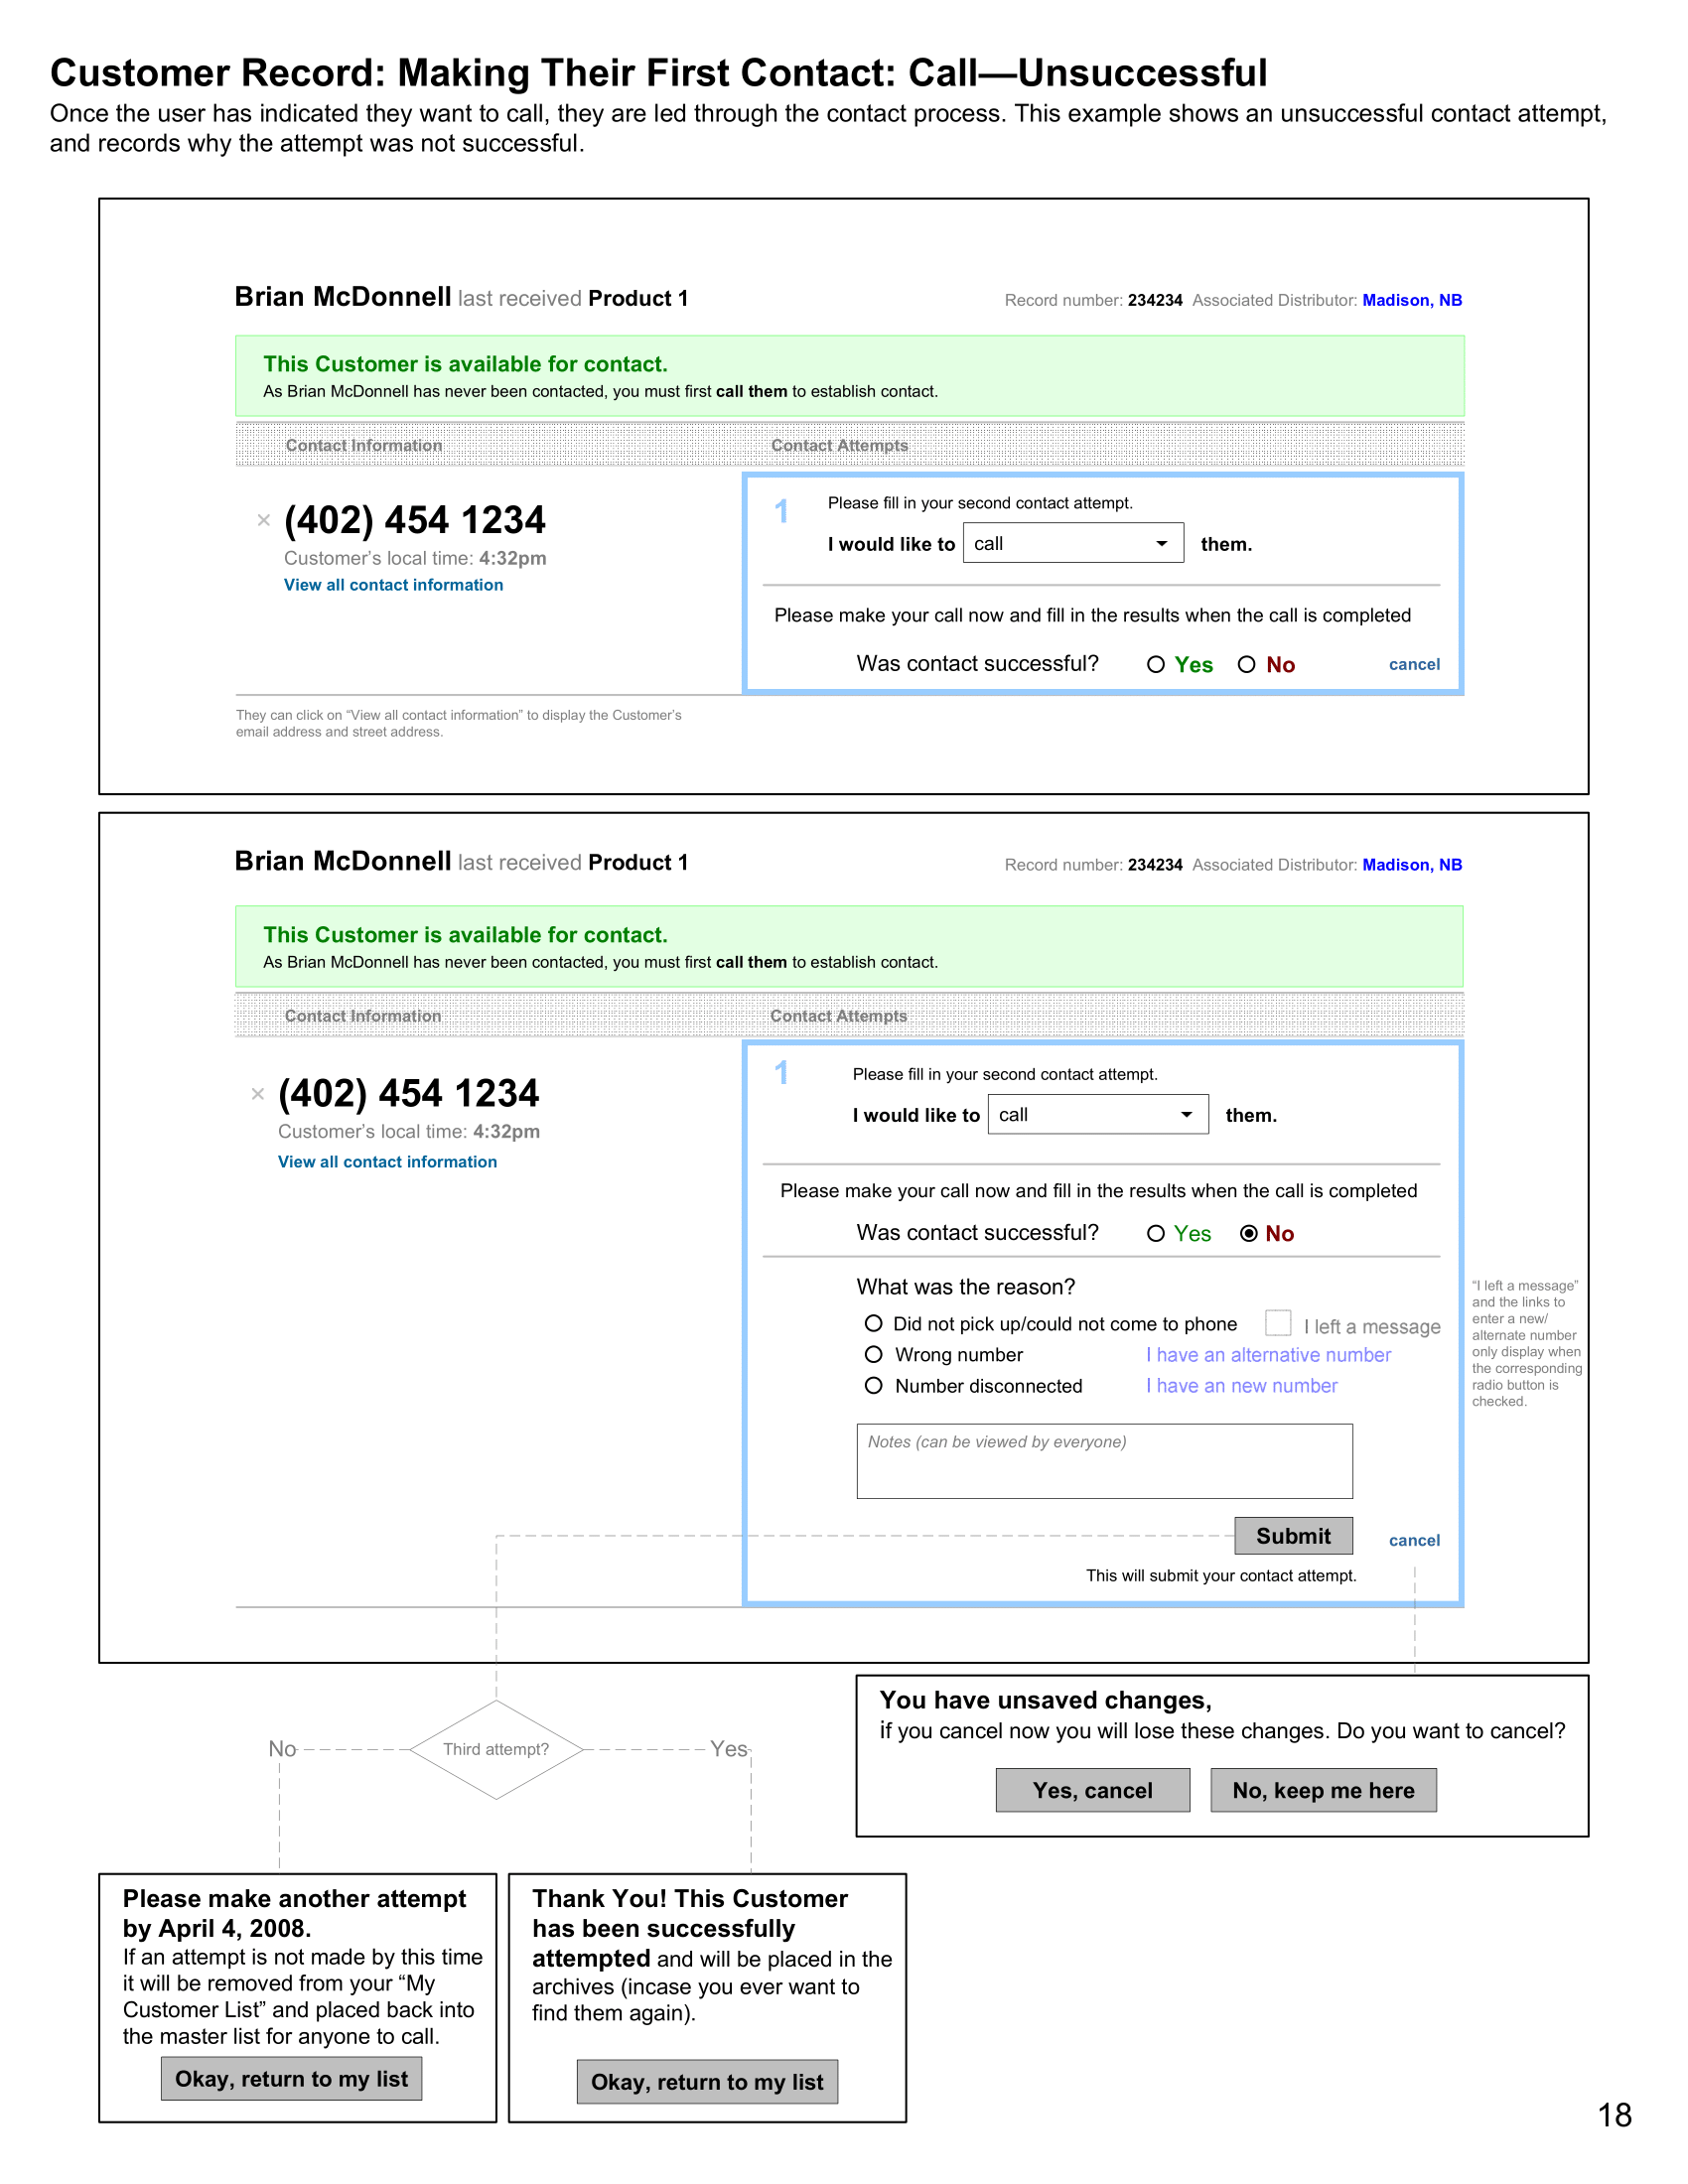 Customer Record: Making Their First Contact: Call—Unsuccessful
Once the user has indicated they want to call, they are led through the contact process. This example shows an unsuccessful contact attempt,
and records why the attempt was not successful.
Brian McDonnell last received Product 1
Record number: 234234 Associated Distributor: Madison, NB
This Customer is available for contact.
As Brian McDonnell has never been contacted, you must first call them to establish contact.
Contact Information
Contact Attempts
× (402) 454 1234
Customer's local time: 4:32pm
View all contact information
1
Please fill in your second contact attempt.
I would like to call them.
Please make your call now and fill in the results when the call is completed
Was contact successful? Yes No cancel
They can click on “View all contact information” to display the Customer's
email address and street address.
Brian McDonnell last received Product 1
Record number: 234234 Associated Distributor: Madison, NB
This Customer is available for contact.
As Brian McDonnell has never been contacted, you must first call them to establish contact.
Contact Information
Contact Attempts
× (402) 454 1234
Customer's local time: 4:32pm
View all contact information
1
Please fill in your second contact attempt.
I would like to call them.
Please make your call now and fill in the results when the call is completed
Was contact successful? Yes No
What was the reason?
Did not pick up/could not come to phone I left a message
Wrong number I have an alternative number
Number disconnected I have an new number
Notes (can be viewed by everyone)
Submit cancel
This will submit your contact attempt.
“I left a message”
and the links to
enter a new/
alternate number
only display when
the corresponding
radio button is
checked.
No Third attempt? Yes
You have unsaved changes,
if you cancel now you will lose these changes. Do you want to cancel?
Yes, cancel No, keep me here
Please make another attempt
by April 4, 2008.
If an attempt is not made by this time
it will be removed from your “My
Customer List” and placed back into
the master list for anyone to call.
Okay, return to my list
Thank You! This Customer
has been successfully
attempted and will be placed in the
archives (incase you ever want to
find them again).
Okay, return to my list
18